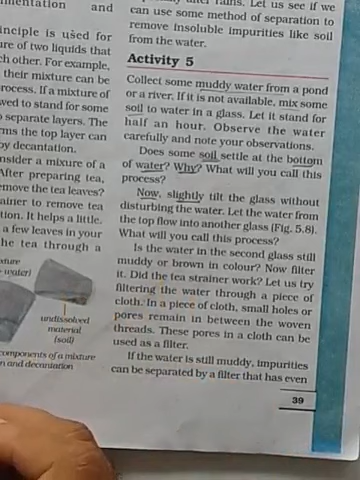 mentation and
inciple is used for
ure of two liquids that
ch other. For example,
their mixture can be
rocess. If a mixture of
wed to stand for some
separate layers. The
rms the top layer can
by decantation.
nsider a mixture of a
After preparing tea,
emove the tea leaves?
ainer to remove tea
tion. It helps a little.
a few leaves in your
he tea through a
xture
water)
undissolved
material
(soil)
components of a mixture
n and decantation
rains. Let us see if we
can use some method of separation to
remove insoluble impurities like soil
from the water.
Activity 5
Collect some muddy water from a pond
or a river. If it is not available, mix some
soil to water in a glass. Let it stand for
half an hour. Observe the water
carefully and note your observations.
Does some soil settle at the bottom
of water? Why? What will you call this
process?
Now, slightly tilt the glass without
disturbing the water. Let the water from
the top flow into another glass (Fig. 5.8).
What will you call this process?
Is the water in the second glass still
muddy or brown in colour? Now filter
it. Did the tea strainer work? Let us try
filtering the water through a piece of
cloth. In a piece of cloth, small holes or
pores remain in between the woven
threads. These pores in a cloth can be
used as a filter.
If the water is still muddy, impurities
can be separated by a filter that has even
39